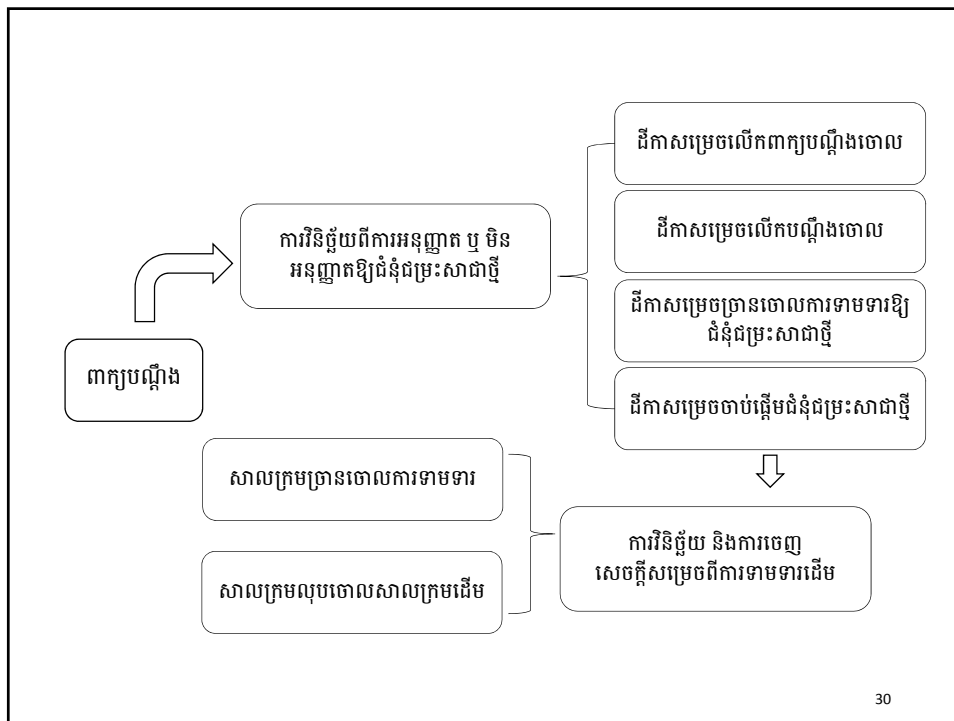 ពាក្យបណ្ដឹង
ការវិនិច្ឆ័យពីការអនុញ្ញាត ឬ មិន
អនុញ្ញាតឱ្យជំនុំជម្រះសាជាថ្មី
ដីកាសម្រេចលើកពាក្យបណ្ដឹងចោល
ដីកាសម្រេចលើកបណ្ដឹងចោល
ដីកាសម្រេចច្រានចោលការទាមទារឱ្យ
ជំនុំជម្រះសាជាថ្មី
ដីកាសម្រេចចាប់ផ្ដើមជំនុំជម្រះសាជាថ្មី
ការវិនិច្ឆ័យ និងការចេញ
សេចក្ដីសម្រេចពីការទាមទារដើម
សាលក្រមច្រានចោលការទាមទារ
សាលក្រមលុបចោលសាលក្រមដើម
30